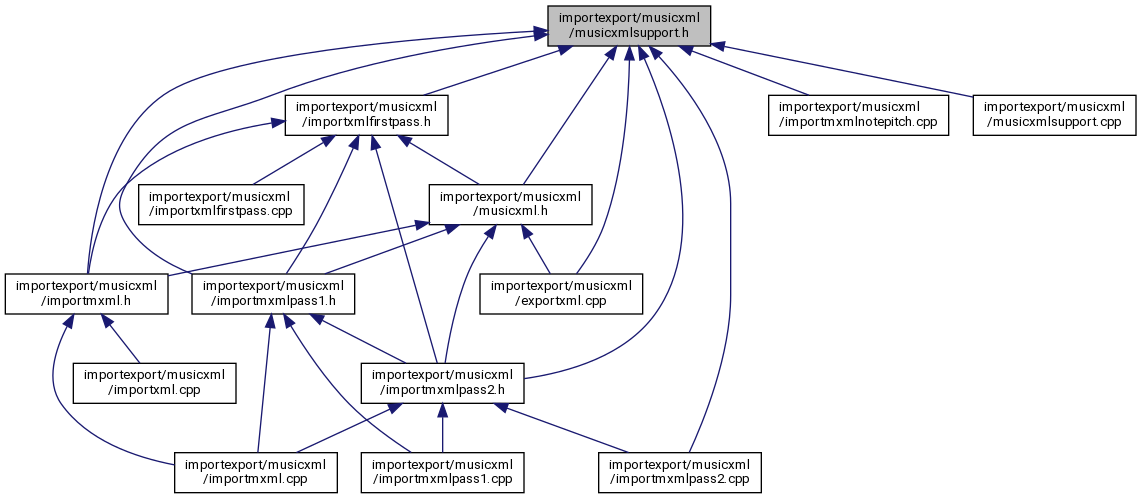 importexport/musicxml
/musicxmlsupport.h
importexport/musicxml
/importxmlfirstpass.h
importexport/musicxml
/importmxmlnotepitch.cpp
importexport/musicxml
/musicxmlsupport.cpp
importexport/musicxml
/importxmlfirstpass.cpp
importexport/musicxml
/musicxml.h
importexport/musicxml
/importmxml.h
importexport/musicxml
/importmxmlpass1.h
importexport/musicxml
/exportxml.cpp
importexport/musicxml
/importxml.cpp
importexport/musicxml
/importmxmlpass2.h
importexport/musicxml
/importmxml.cpp
importexport/musicxml
/importmxmlpass1.cpp
importexport/musicxml
/importmxmlpass2.cpp